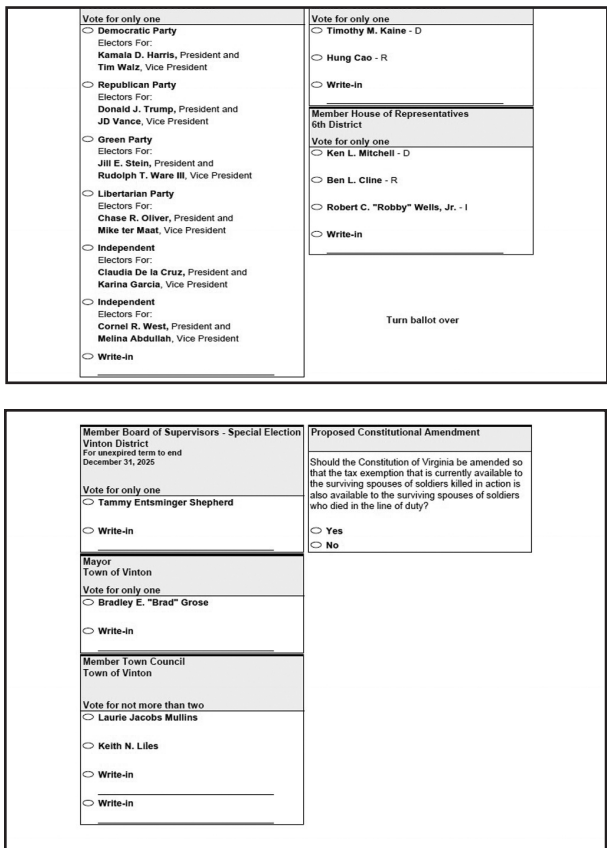 Vote for only one
Democratic Party
Electors For:
Kamala D. Harris, President and
Tim Walz, Vice President
Republican Party
Electors For:
Donald J. Trump, President and
JD Vance, Vice President
Green Party
Electors For:
Jill E. Stein, President and
Rudolph T. Ware III, Vice President
Libertarian Party
Electors For:
Chase R. Oliver, President and
Mike ter Maat, Vice President
Independent
Electors For:
Claudia De la Cruz, President and
Karina Garcia, Vice President
Independent
Electors For:
Cornel R. West, President and
Melina Abdullah, Vice President
Write-in
Vote for only one
Timothy M. Kaine - D
Hung Cao - R
Write-in
Member House of Representatives
6th District
Vote for only one
Ken L. Mitchell - D
Ben L. Cline - R
Robert C. "Robby" Wells, Jr. - I
Write-in
Turn ballot over
Member Board of Supervisors - Special Election
Vinton District
For unexpired term to end
December 31, 2025
Vote for only one
Tammy Entsminger Shepherd
Write-in
Mayor
Town of Vinton
Vote for only one
Bradley E. "Brad" Grose
Write-in
Member Town Council
Town of Vinton
Vote for not more than two
Laurie Jacobs Mullins
Keith N. Liles
Write-in
Write-in
Proposed Constitutional Amendment
Should the Constitution of Virginia be amended so
that the tax exemption that is currently available to
the surviving spouses of soldiers killed in action is
also available to the surviving spouses of soldiers
who died in the line of duty?
Yes
No